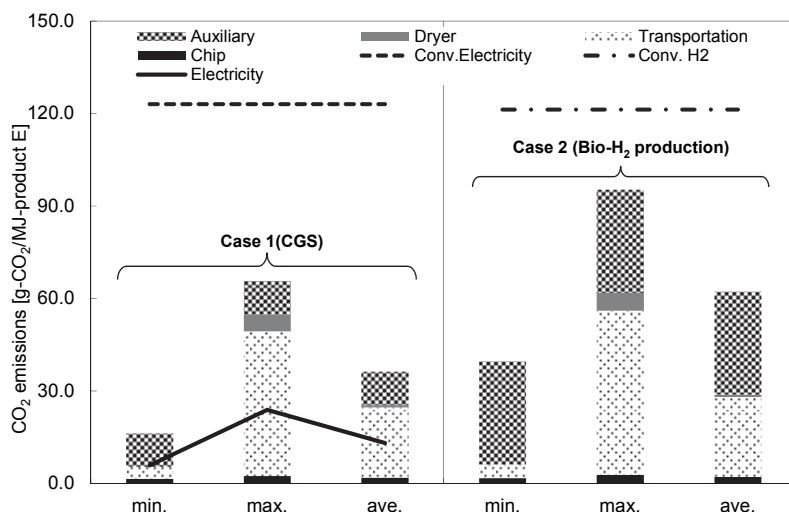 150.0
Auxiliary Dryer Transportation
Chip Conv.Electricity Conv. H2
Electricity
120.0
Case 2 (Bio-H₂ production)
90.0
Case 1(CGS)
60.0
30.0
0.0
min. max. ave. min. max. ave.
CO₂ emissions [g-CO₂/MJ-product E]